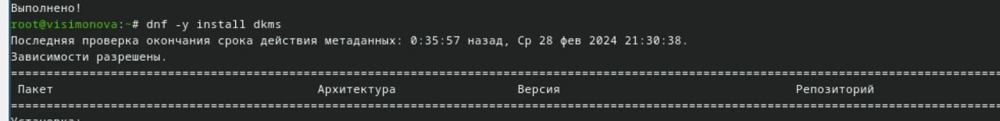 Выполнено!
root@visimonova:~# dnf -y install dkms
Последняя проверка окончания срока действия метаданных: 0:35:57 назад, Ср 28 фев 2024 21:30:38.
Зависимости разрешены.
Пакет Архитектура Версия Репозиторий
Установка: